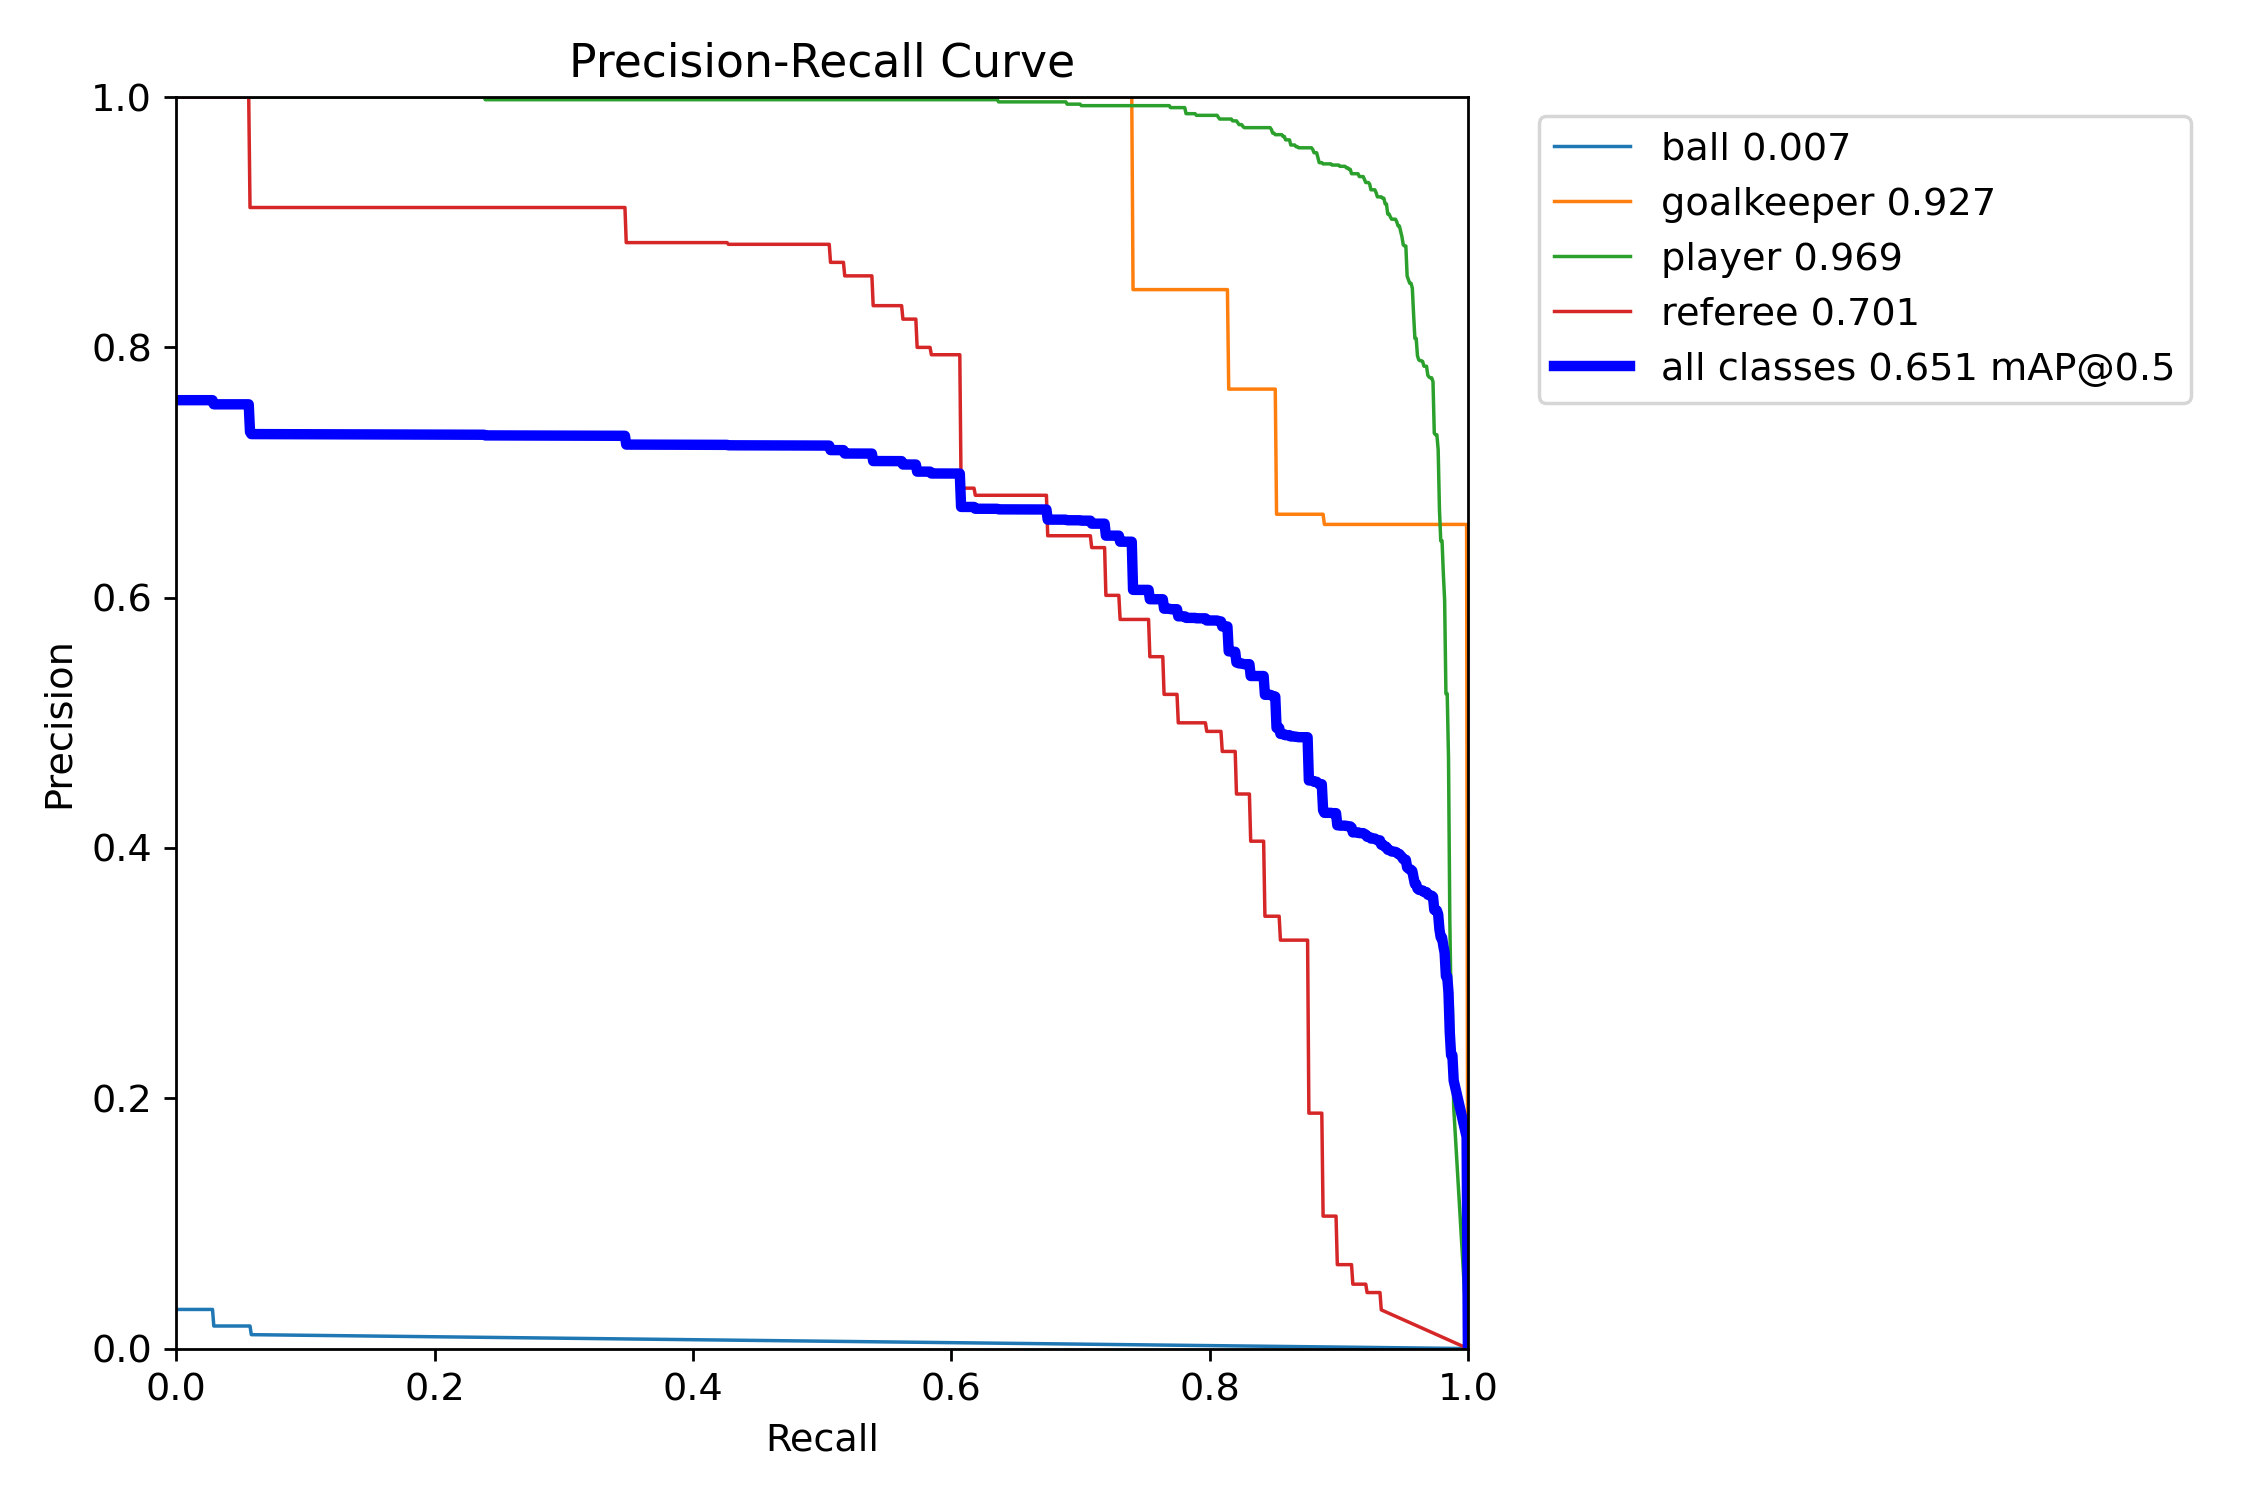 Precision-Recall Curve
1.0
0.8
0.6
0.4
0.2
0.0
Precision
0.0 0.2 0.4 0.6 0.8 1.0
Recall
ball 0.007
goalkeeper 0.927
player 0.969
referee 0.701
all classes 0.651 mAP@0.5